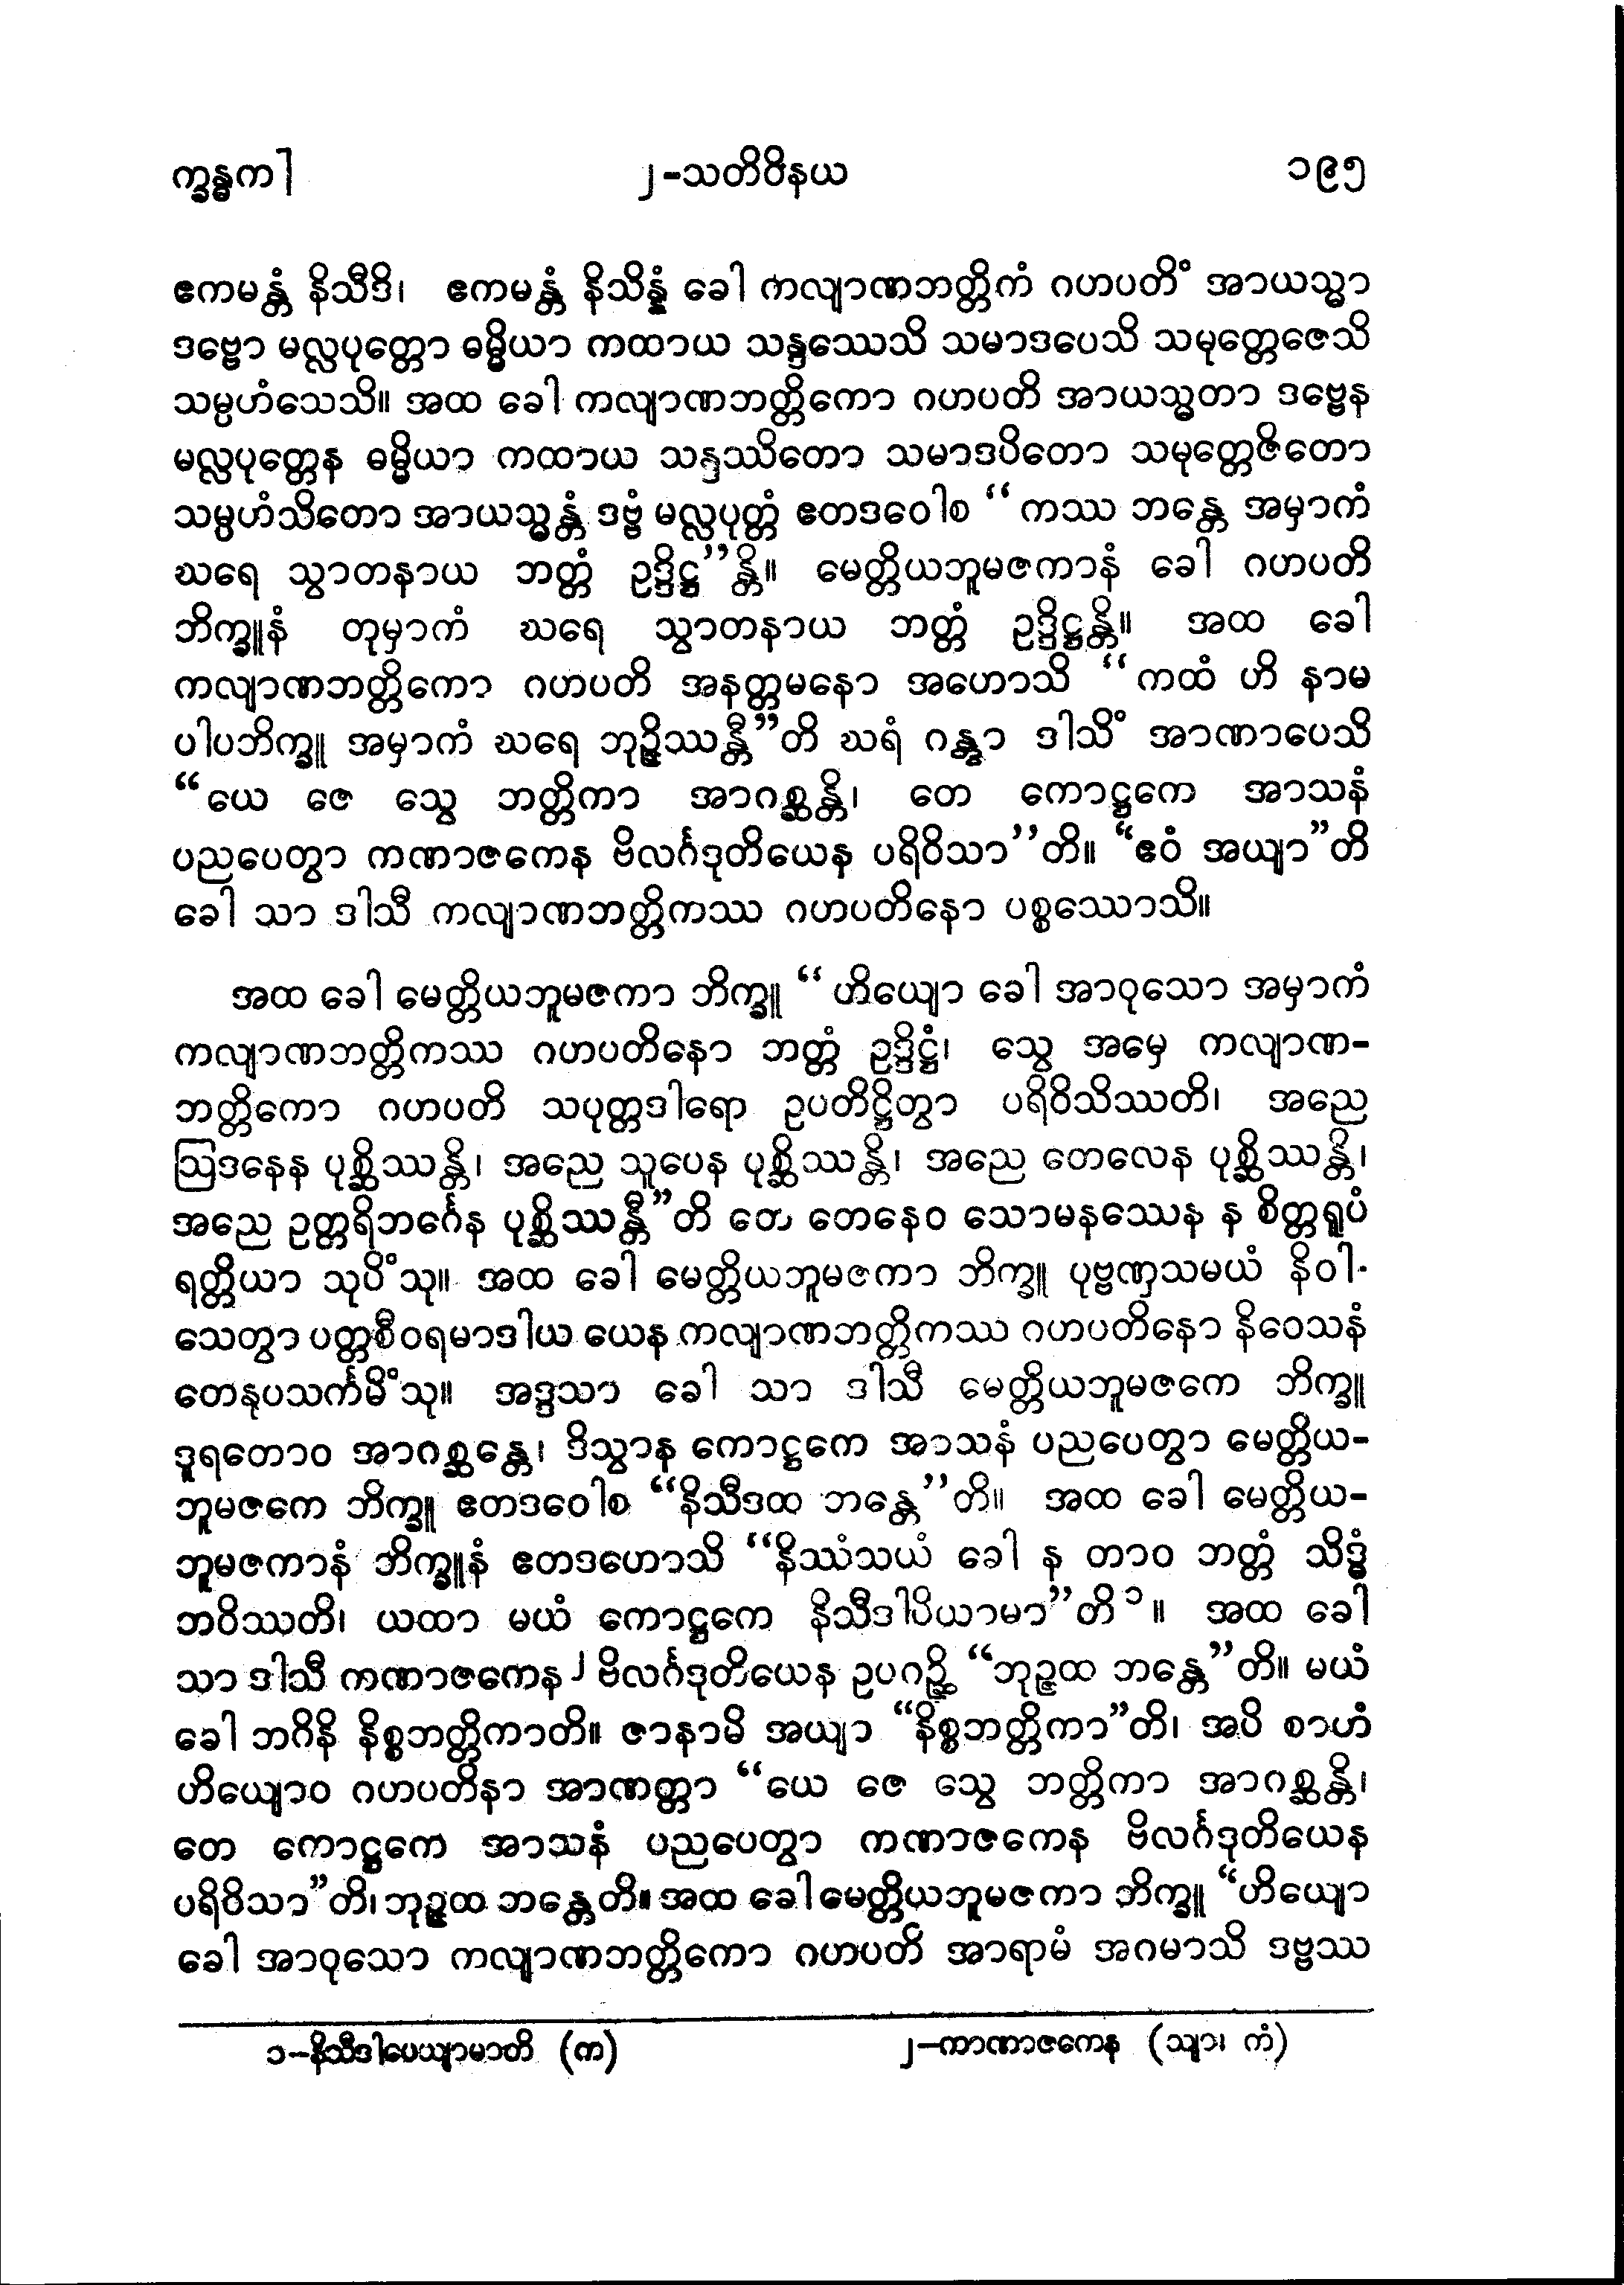 က္ခန္ဓက]
၂-သတိဝိနယ
၁၉၅
ဧကမန္တံ နိသီဒိ၊ ဧကမန္တံ နိသိန္နံ ခေါ ကလျာဏဘတ္တိကံ ဂဟပတိံ အာယသ္မာ
ဒဗ္ဗော မလ္လပုတ္တော ဓမ္မိယာ ကထာယ သန္ဒဿေသိ သမာဒပေသိ သမုတ္တေဇေသိ
သမ္ပဟံသေသိ။ အထ ခေါ ကလျာဏဘတ္တိကော ဂဟပတိ အာယသ္မတာ ဒဗ္ဗေန
မလ္လပုတ္တေန ဓမ္မိယာ ကထာယ သန္ဒဿိတော သမာဒပိတော သမုတ္တေဇိတော
သမ္ပဟံသိတော အာယသ္မန္တံ ဒဗ္ဗံ မလ္လပုတ္တံ ဧတဒဝေါစ “ကဿ ဘန္တေ အမှာကံ
ဃရေ သွာတနာယ ဘတ္တံ ဥဒ္ဒိဋ္ဌ”န္တိ။ မေတ္တိယဘူမဇကာနံ ခေါ ဂဟပတိ
ဘိက္ခူနံ တုမှာကံ ဃရေ သွာတနာယ ဘတ္တံ ဥဒ္ဒိဋ္ဌန္တိ။ အထ ခေါ
ကလျာဏဘတ္တိကော ဂဟပတိ အနတ္တမနော အဟောသိ “ကထံ ဟိ နာမ
ပါပဘိက္ခူ အမှာကံ ဃရေ ဘုဉ္ဇိဿန္တီ”တိ ဃရံ ဂန္တွာ ဒါသိံ အာဏာပေသိ
“ယေ ဇေ သွေ ဘတ္တိကာ အာဂစ္ဆန္တိ၊ တေ ကောဋ္ဌကေ အာသနံ
ပညပေတွာ ကဏာဇကေန ဗိလင်္ဂဒုတိယေန ပရိဝိသာ”တိ။ “ဧဝံ အယျာ”တိ
ခေါ သာ ဒါသီ ကလျာဏဘတ္တိကဿ ဂဟပတိနော ပစ္စဿောသိ။
အထ ခေါ မေတ္တိယဘူမဇကာ ဘိက္ခူ “ဟိယျော ခေါ အာဝုသော အမှာကံ
ကလျာဏဘတ္တိကဿ ဂဟပတိနော ဘတ္တံ ဥဒ္ဒိဋ္ဌံ၊ သွေ အမှေ ကလျာဏ-
ဘတ္တိကော ဂဟပတိ သပုတ္တဒါရော ဥပတိဋ္ဌိတွာ ပရိဝိသိဿတိ၊ အညေ
ဩဒနေန ပုစ္ဆိဿန္တိ၊ အညေ သူပေန ပုစ္ဆိဿန္တိ၊ အညေ တေလေန ပုစ္ဆိဿန္တိ၊
အညေ ဥတ္တရိဘင်္ဂေန ပုစ္ဆိဿန္တီ”တိ တေ တေနေဝ သောမနဿေန န စိတ္တရူပံ
ရတ္တိယာ သုပိံသု။ အထ ခေါ မေတ္တိယဘူမဇကာ ဘိက္ခူ ပုဗ္ဗဏှသမယံ နိဝါ-
သေတွာ ပတ္တစီဝရမာဒါယ ယေန ကလျာဏဘတ္တိကဿ ဂဟပတိနော နိဝေသနံ
တေနုပသင်္ကမိံသု။ အဒ္ဒသာ ခေါ သာ ဒါသီ မေတ္တိယဘူမဇကေ ဘိက္ခူ
ဒူရတောဝ အာဂစ္ဆန္တေ၊ ဒိသွာန ကောဋ္ဌကေ အာသနံ ပညပေတွာ မေတ္တိယ-
ဘူမဇကေ ဘိက္ခူ ဧတဒဝေါစ “နိသီဒထ ဘန္တေ”တိ။ အထ ခေါ မေတ္တိယ-
ဘူမဇကာနံ ဘိက္ခူနံ ဧတဒဟောသိ “နိဿံသယံ ခေါ န တာဝ ဘတ္တံ သိဒ္ဓံ
ဘဝိဿတိ၊ ယထာ မယံ ကောဋ္ဌကေ နိသီဒါပိယာမာ”တိ၁။ အထ ခေါ
သာ ဒါသီ ကဏာဇကေန၂ ဗိလင်္ဂဒုတိယေန ဥပဂဉ္ဆိ “ဘုဉ္ဇထ ဘန္တေ”တိ။ မယံ
ခေါ ဘဂိနိ နိစ္စဘတ္တိကာတိ။ ဇာနာမိ အယျာ “နိစ္စဘတ္တိကာ”တိ၊ အပိ စာဟံ
ဟိယျောဝ ဂဟပတိနာ အာဏတ္တာ “ယေ ဇေ သွေ ဘတ္တိကာ အာဂစ္ဆန္တိ၊
တေ ကောဋ္ဌကေ အာသနံ ပညပေတွာ ကဏာဇကေန ဗိလင်္ဂဒုတိယေန
ပရိဝိသာ”တိ၊ ဘုဉ္ဇထ ဘန္တေတိ။ အထ ခေါ မေတ္တိယဘူမဇကာ ဘိက္ခူ “ဟိယျော
ခေါ အာဝုသော ကလျာဏဘတ္တိကော ဂဟပတိ အာရာမံ အဂမာသိ ဒဗ္ဗဿ
၁-နိသီဒါပေယျာမာတိ (က)
၂-ကာဏာဇကေန (သျာ၊ ကံ)